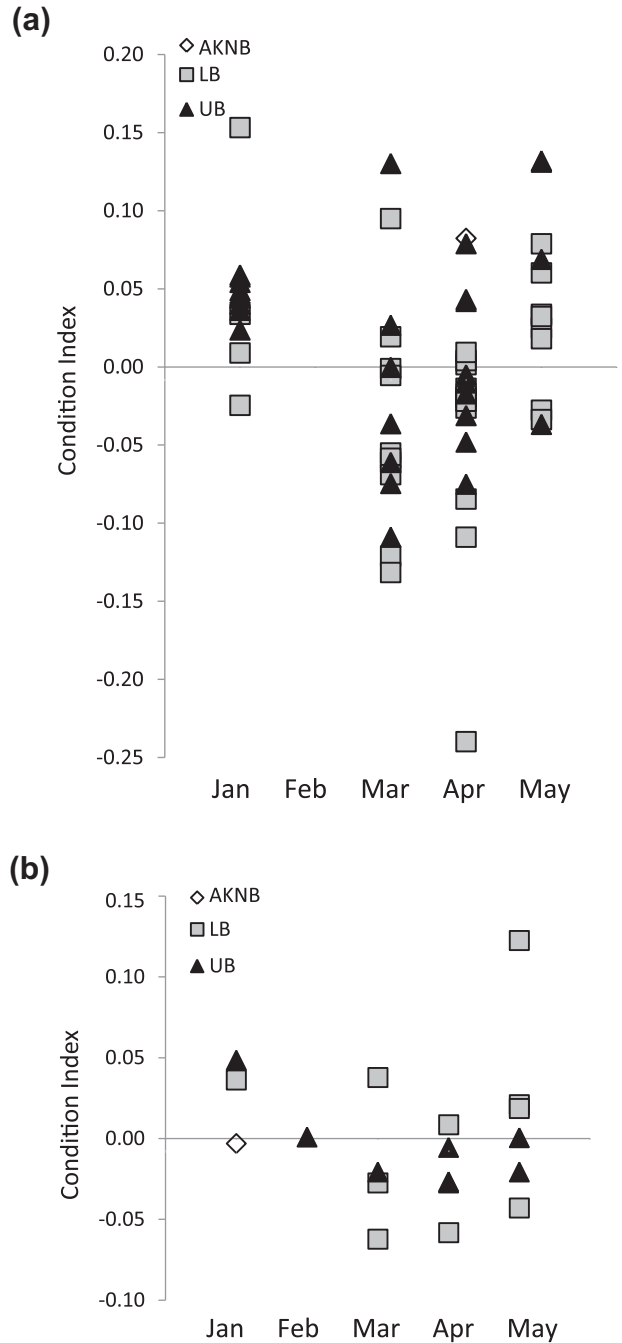 (a)
AKNB
LB
UB
0.20
0.15
0.10
0.05
0.00
-0.05
-0.10
-0.15
-0.20
-0.25
Condition Index
Jan Feb Mar Apr May
(b)
AKNB
LB
UB
0.15
0.10
0.05
0.00
-0.05
-0.10
Condition Index
Jan Feb Mar Apr May